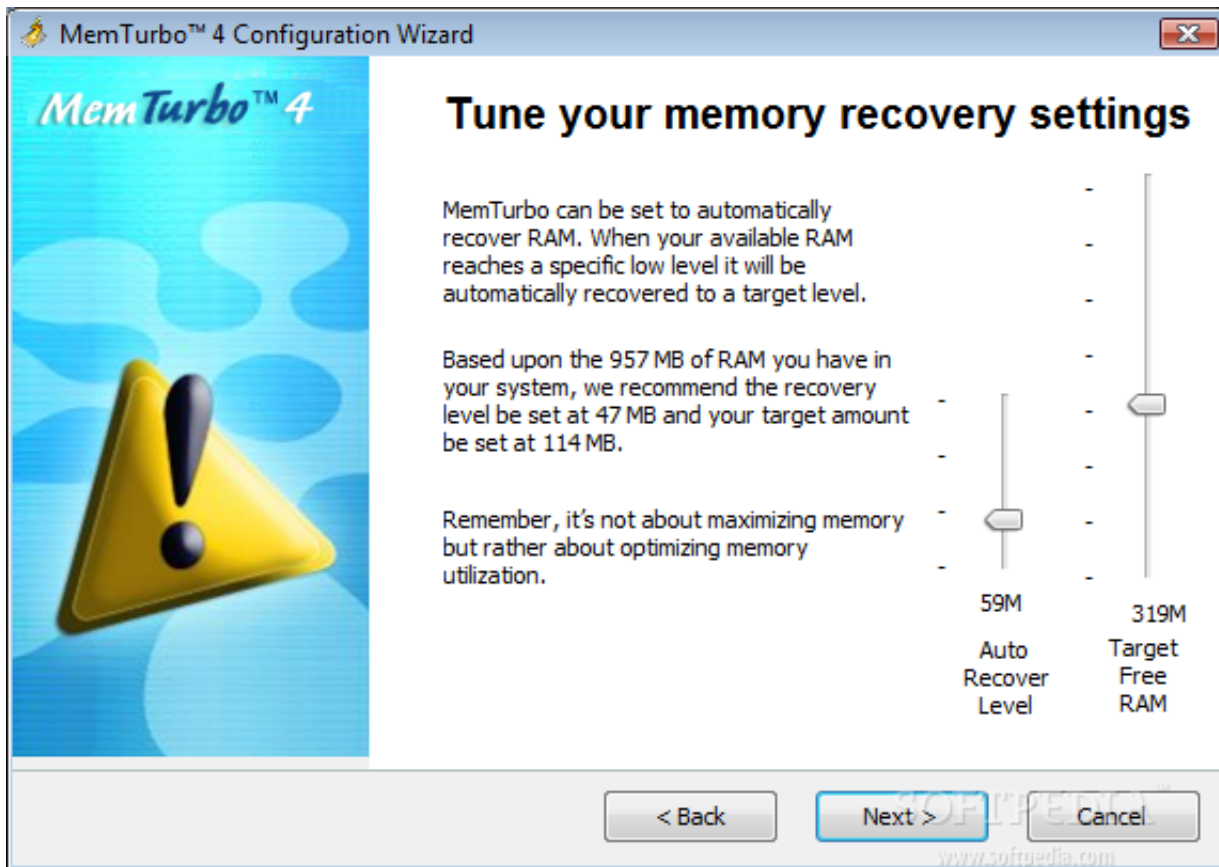 MemTurbo™ 4 Configuration Wizard
MemTurbo™ 4
Tune your memory recovery settings
MemTurbo can be set to automatically
recover RAM. When your available RAM
reaches a specific low level it will be
automatically recovered to a target level.
Based upon the 957 MB of RAM you have in
your system, we recommend the recovery
level be set at 47 MB and your target amount
be set at 114 MB.
Remember, it's not about maximizing memory
but rather about optimizing memory
utilization.
59M
Auto
Recover
Level
319M
Target
Free
RAM
< Back
Next >
Cancel
SOFTPEDIA™
www.softpedia.com